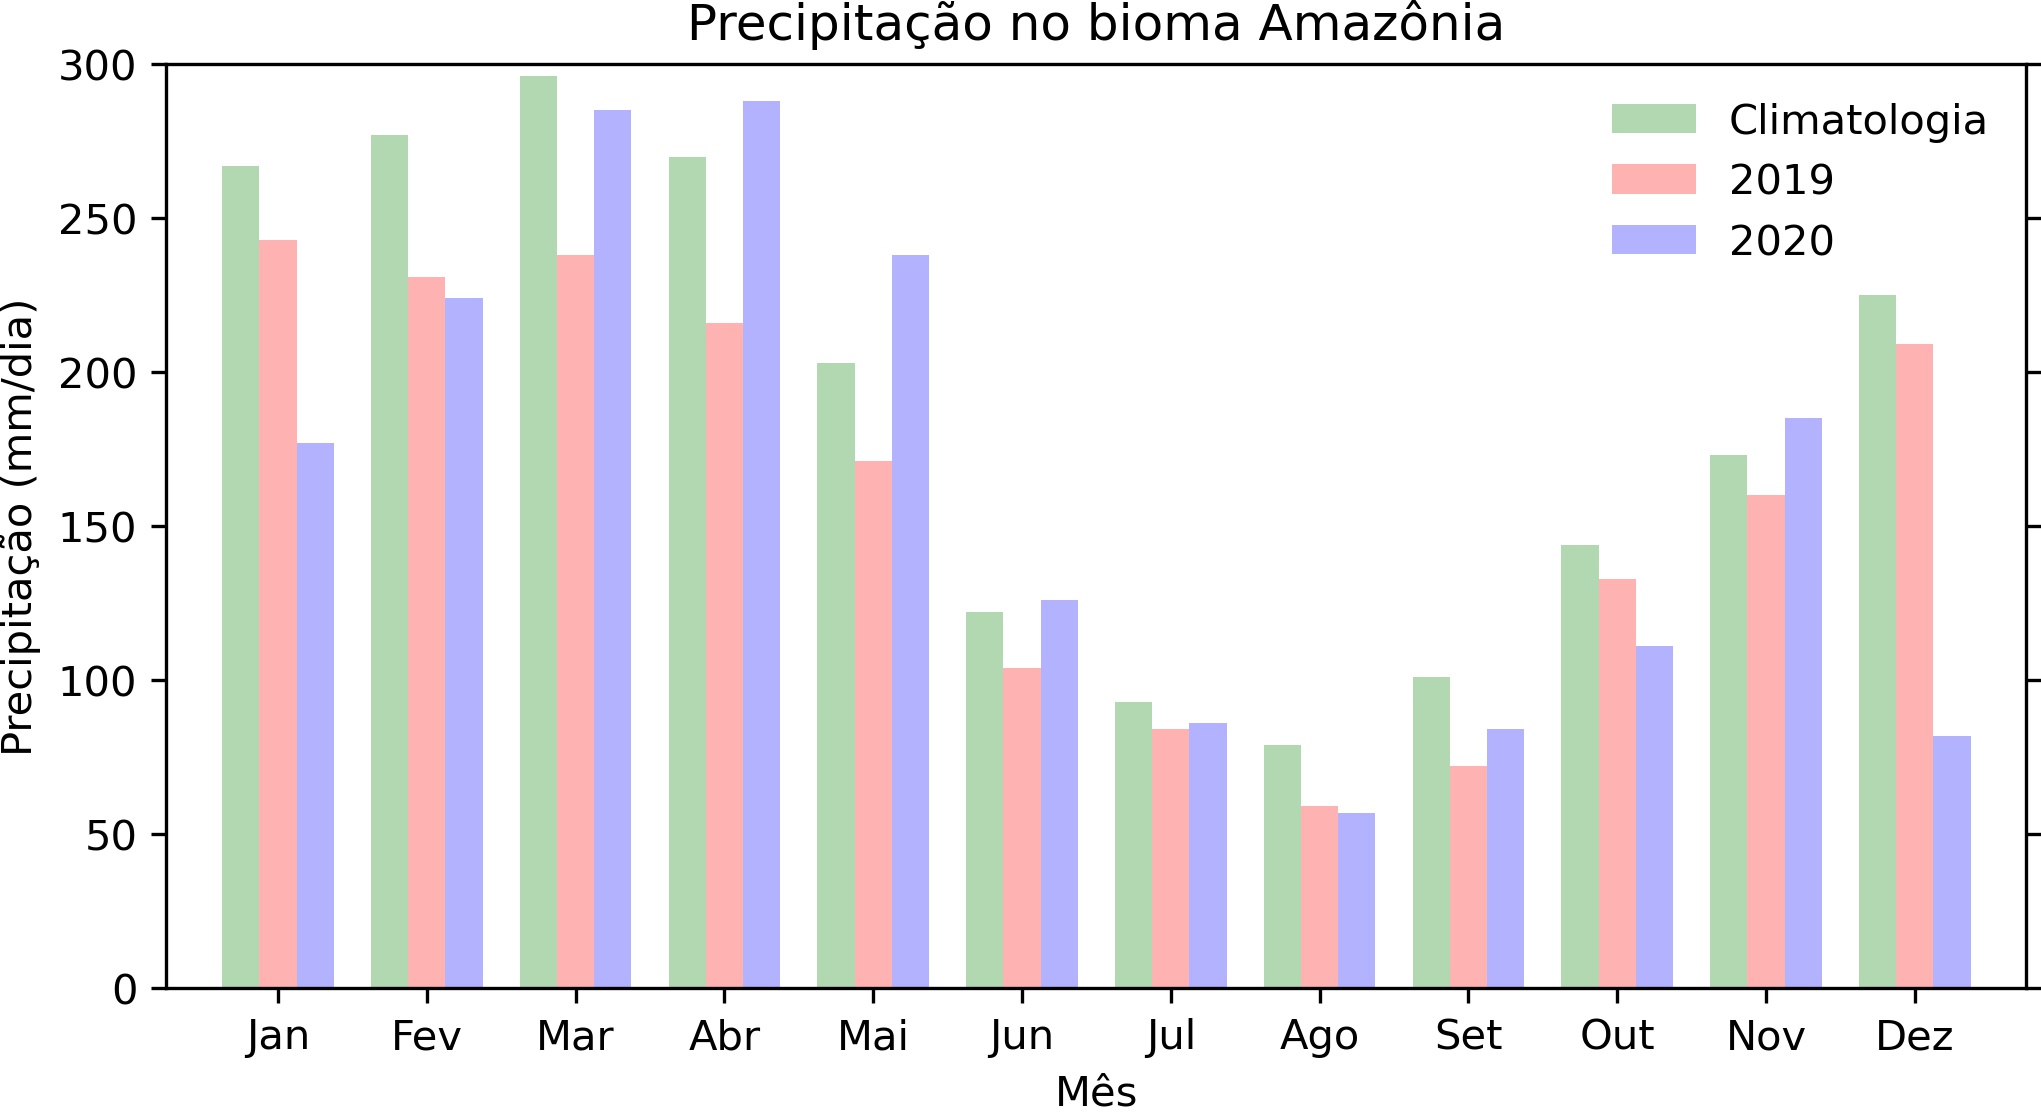 Precipitação no bioma Amazônia
Precipitação (mm/dia)
300
250
200
150
100
50
0
Climatologia
2019
2020
Jan Fev Mar Abr Mai Jun Jul Ago Set Out Nov Dez
Mês